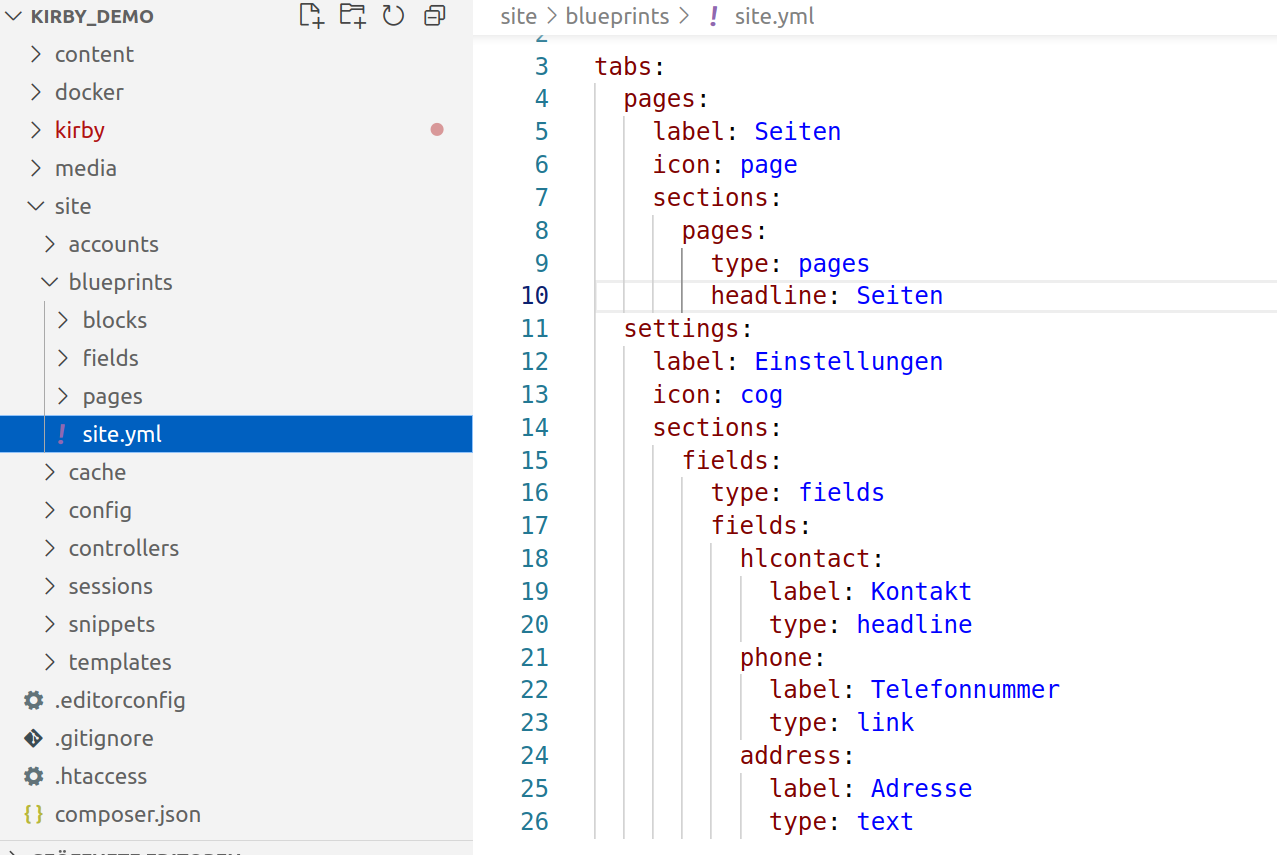 KIRBY_DEMO
content
docker
kirby
media
site
accounts
blueprints
blocks
fields
pages
! site.yml
cache
config
controllers
sessions
snippets
templates
.editorconfig
.gitignore
.htaccess
{} composer.json
GEÖFFNETE EDITOREN
site > blueprints > ! site.yml
2
3 tabs:
4 pages:
5 label: Seiten
6 icon: page
7 sections:
8 pages:
9 type: pages
10 headline: Seiten
11 settings:
12 label: Einstellungen
13 icon: cog
14 sections:
15 fields:
16 type: fields
17 fields:
18 hlcontact:
19 label: Kontakt
20 type: headline
21 phone:
22 label: Telefonnummer
23 type: link
24 address:
25 label: Adresse
26 type: text